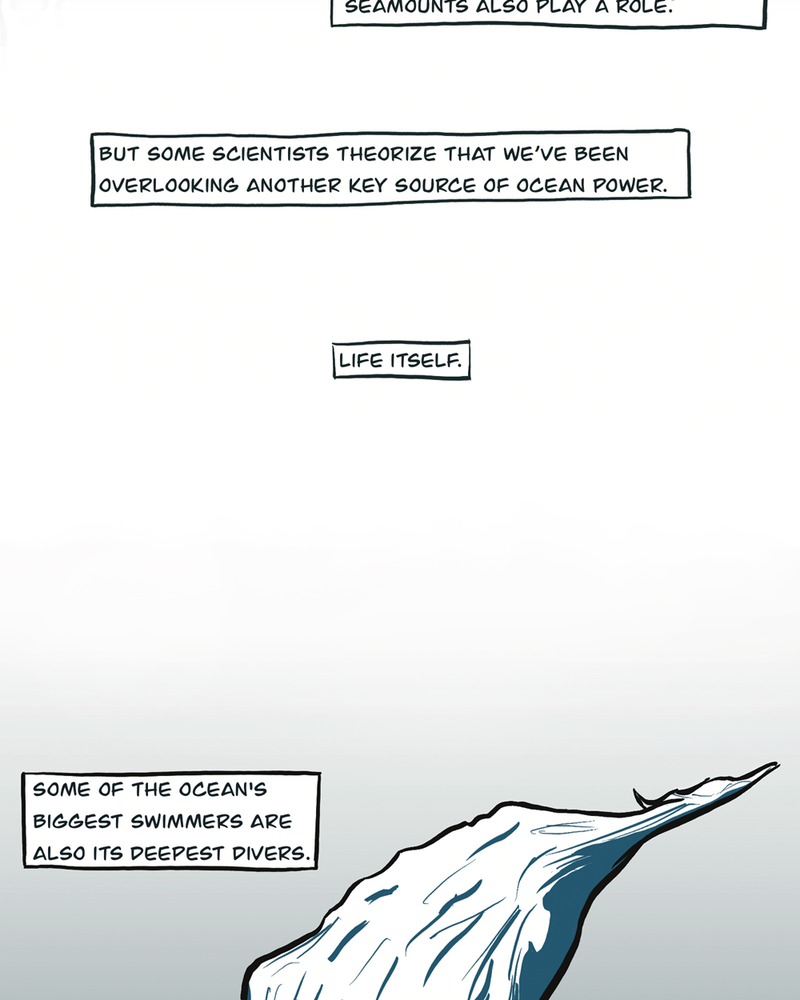 SEAMOUNTS ALSO PLAY A ROLE.
BUT SOME SCIENTISTS THEORIZE THAT WE'VE BEEN
OVERLOOKING ANOTHER KEY SOURCE OF OCEAN POWER.
LIFE ITSELF.
SOME OF THE OCEAN'S
BIGGEST SWIMMERS ARE
ALSO ITS DEEPEST DIVERS.